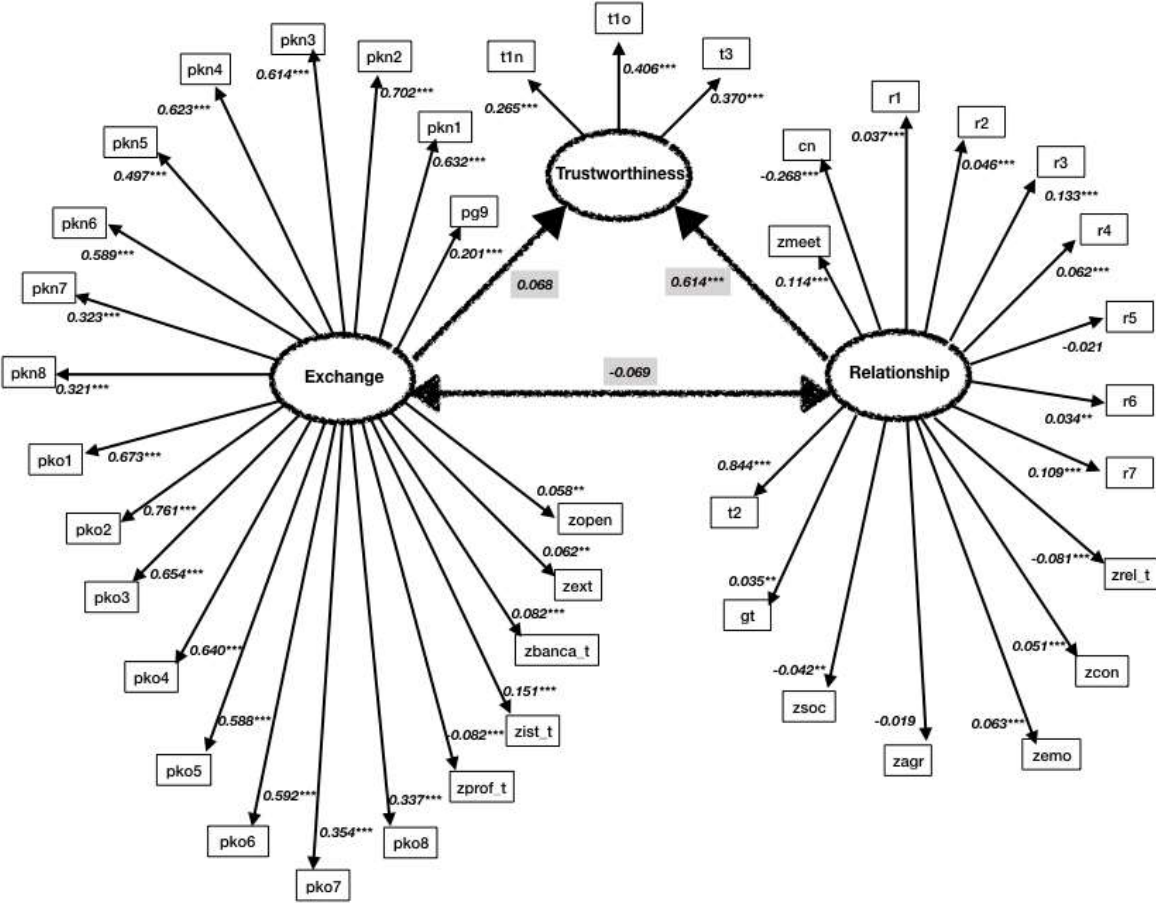 t1o
pkn3
t1n
t3
pkn2
0.614***
0.406***
pkn4
0.702***
0.265***
0.370***
r1
0.623***
pkn1
r2
pkn5
0.632***
cn
0.037***
r3
0.046***
0.497***
Trustworthiness
-0.268***
0.133***
pg9
pkn6
r4
0.589***
0.201***
zmeet
0.062***
pkn7
0.068
0.614***
0.114***
0.323***
r5
-0.021
pkn8
Exchange
-0.069
Relationship
0.321***
r6
0.034**
pko1
0.673***
0.844***
0.109***
r7
0.058**
pko2
0.761***
zopen
t2
0.062**
-0.081***
zrel_t
pko3
0.654***
zext
0.035**
gt
0.082***
0.640***
zbanca_t
0.051***
pko4
-0.042**
zcon
0.151***
zsoc
0.588***
-0.019
0.063***
pko5
-0.082***
zist_t
zagr
zemo
zprof_t
0.592***
0.337***
pko6
0.354***
pko8
pko7